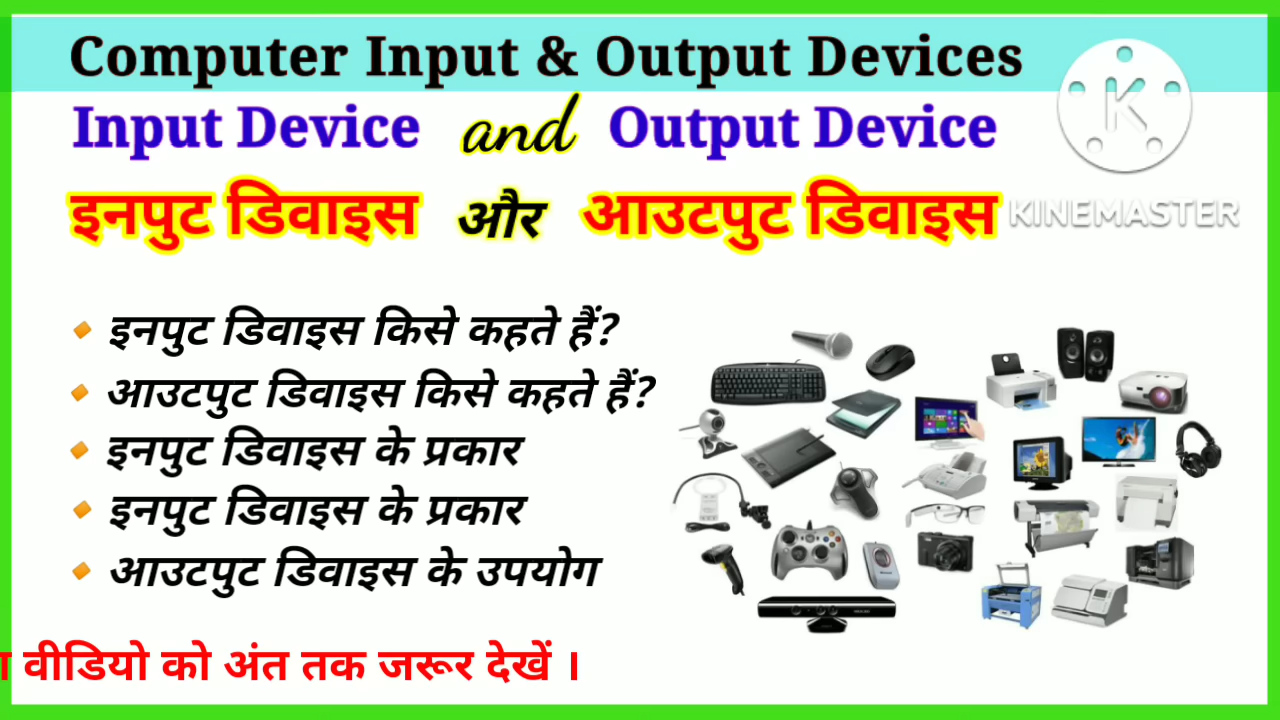 Computer Input & Output Devices
Input Device and Output Device
इनपुट डिवाइस और आउटपुट डिवाइस
K
KINEMASTER
इनपुट डिवाइस किसे कहते हैं?
आउटपुट डिवाइस किसे कहते हैं?
इनपुट डिवाइस के प्रकार
इनपुट डिवाइस के प्रकार
आउटपुट डिवाइस के उपयोग
वीडियो को अंत तक जरूर देखें ।